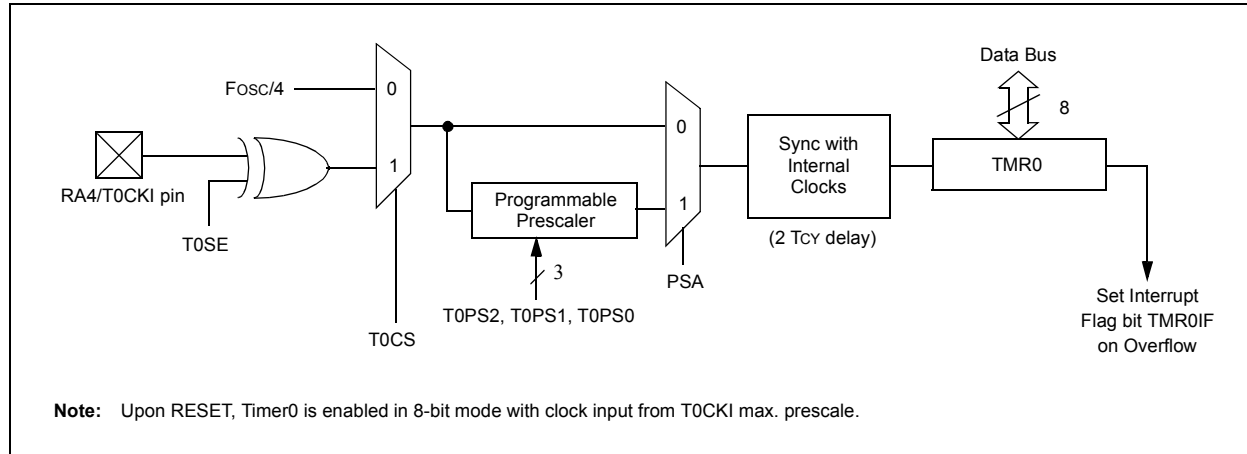 Data Bus
8
FOSC/4
0
1
RA4/T0CKI pin
T0SE
T0CS
Programmable
Prescaler
3
T0PS2, T0PS1, T0PS0
0
1
PSA
Sync with
Internal
Clocks
(2 TCY delay)
TMR0
Set Interrupt
Flag bit TMR0IF
on Overflow
Note: Upon RESET, Timer0 is enabled in 8-bit mode with clock input from T0CKI max. prescale.